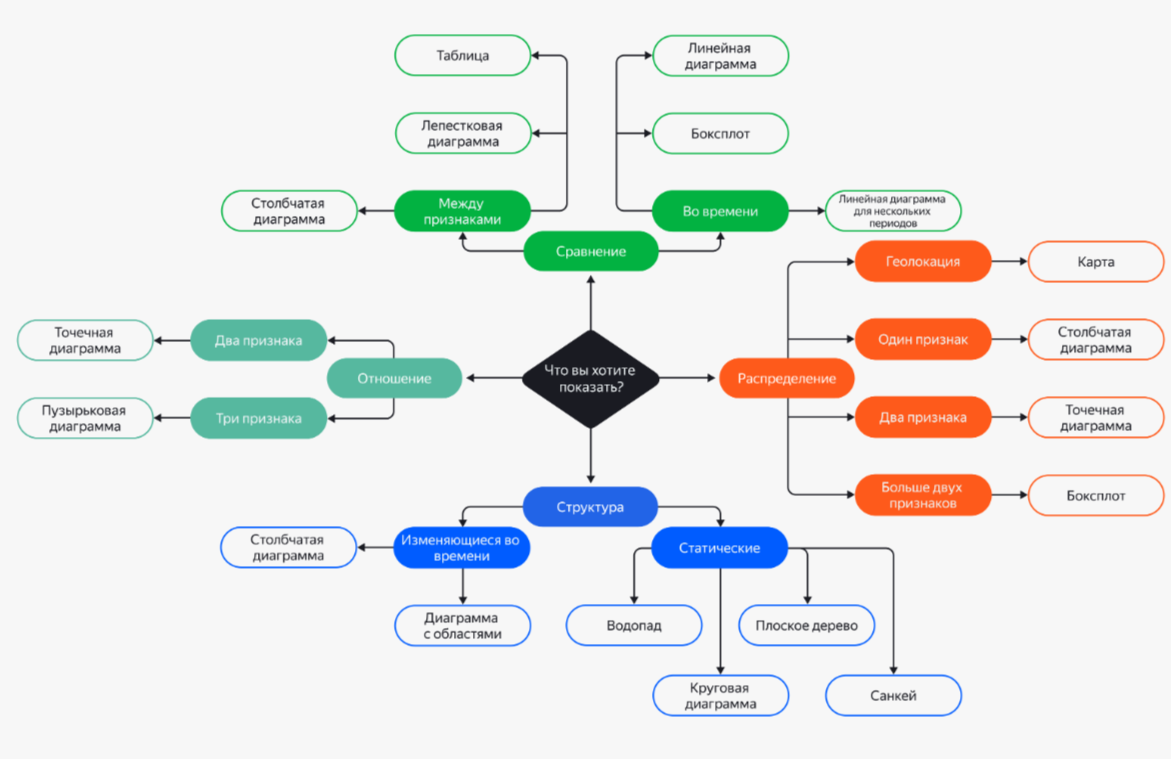 Таблица
Линейная
диаграмма
Лепестковая
диаграмма
Боксплот
Столбчатая
диаграмма
Между
признаками
Во времени
Линейная диаграмма
для нескольких
периодов
Сравнение
Геолокация
Карта
Точечная
диаграмма
Два признака
Что вы хотите
показать?
Один признак
Столбчатая
диаграмма
Отношение
Распределение
Пузырьковая
диаграмма
Три признака
Два признака
Точечная
диаграмма
Больше двух
признаков
Боксплот
Структура
Столбчатая
диаграмма
Изменяющиеся во
времени
Статические
Диаграмма
с областями
Водопад
Плоское дерево
Круговая
диаграмма
Санкей